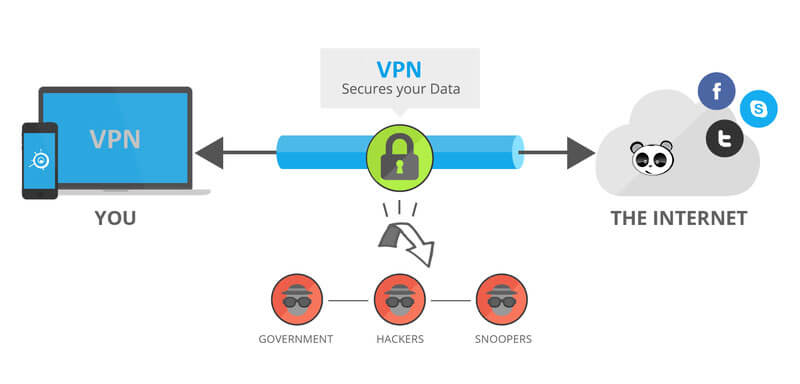 VPN
Secures your Data
VPN
YOU
THE INTERNET
GOVERNMENT
HACKERS
SNOOPERS